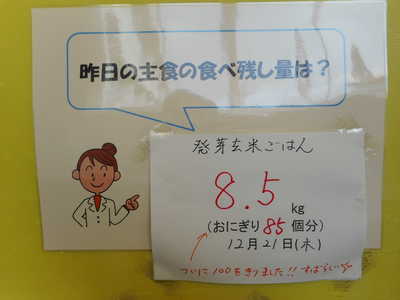 昨日の主食の食べ残し量は？
発芽玄米ごはん
8.5 kg
(おにぎり 85 個分)
12月21日(木)
ついに100をきりました!! すばらしい